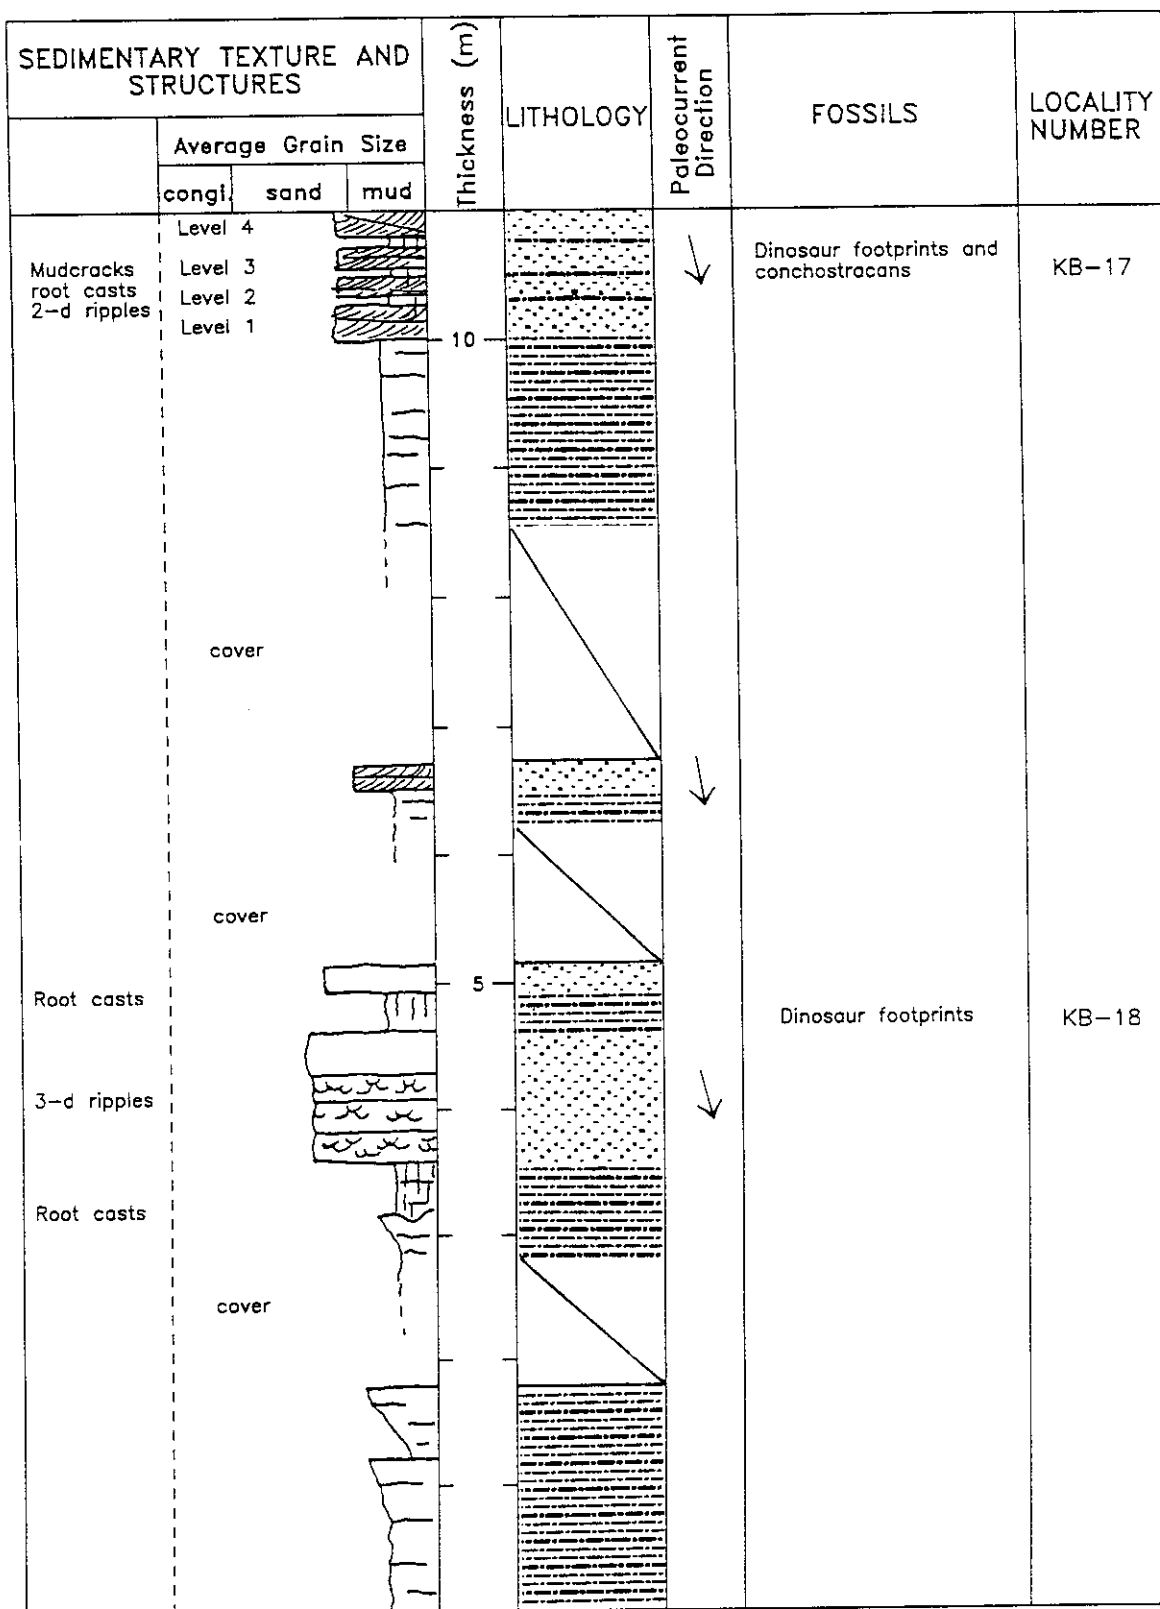 SEDIMENTARY TEXTURE AND
STRUCTURES
Average Grain Size
congl.
sand
mud
Thickness (m)
LITHOLOGY
Paleocurrent
Direction
FOSSILS
LOCALITY
NUMBER
Level 4
Mudcracks
root casts
2-d ripples
Level 3
Level 2
Level 1
10
Dinosaur footprints and
conchostracans
KB-17
cover
cover
Root casts
5
Dinosaur footprints
KB-18
3-d ripples
Root casts
cover